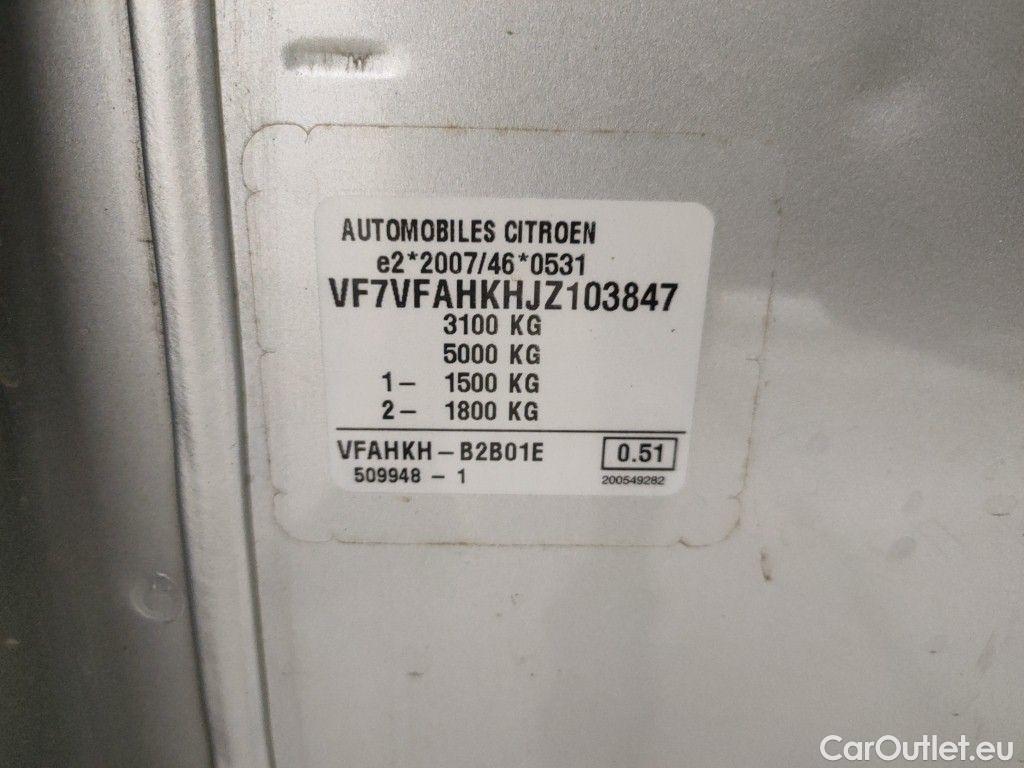 AUTOMOBILES CITROEN
e2*2007/46*0531
VF7VFAHKHJZ103847
3100 KG
5000 KG
1- 1500 KG
2- 1800 KG
VFAHKH-B2B01E 0.51
509948 - 1 200549282
CarOutlet.eu